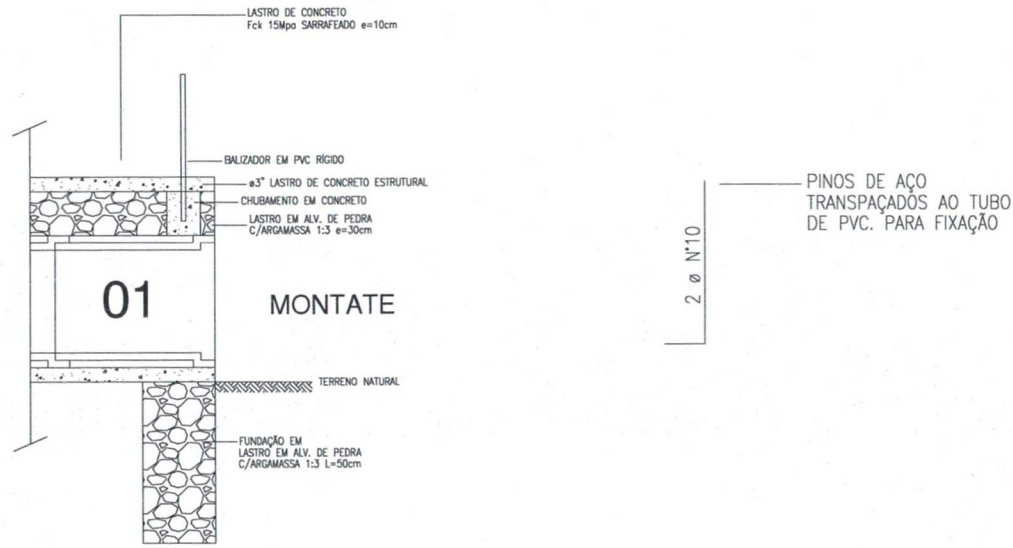 LASTRO DE CONCRETO
Fck 15Mpa SARRAFEADO e=10cm
BALIZADOR EM PVC RÍGIDO
ø3" LASTRO DE CONCRETO ESTRUTURAL
CHUBAMENTO EM CONCRETO
LASTRO EM ALV. DE PEDRA
C/ARGAMASSA 1:3 e=30cm
01
MONTATE
TERRENO NATURAL
FUNDAÇÃO EM
LASTRO EM ALV. DE PEDRA
C/ARGAMASSA 1:3 L=50cm
2 ø N°10
PINOS DE AÇO
TRANSPAÇADOS AO TUBO
DE PVC. PARA FIXAÇÃO